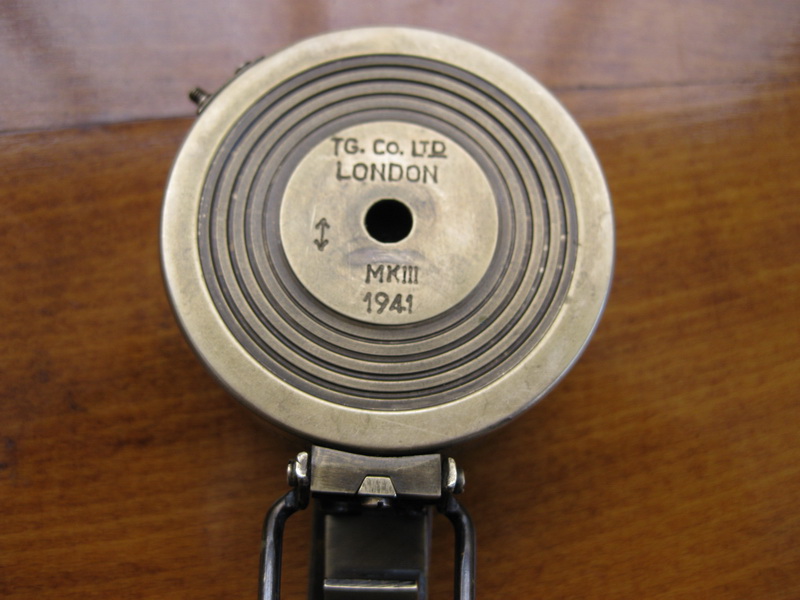 TG. Co. LTD
LONDON
MKIII
1941